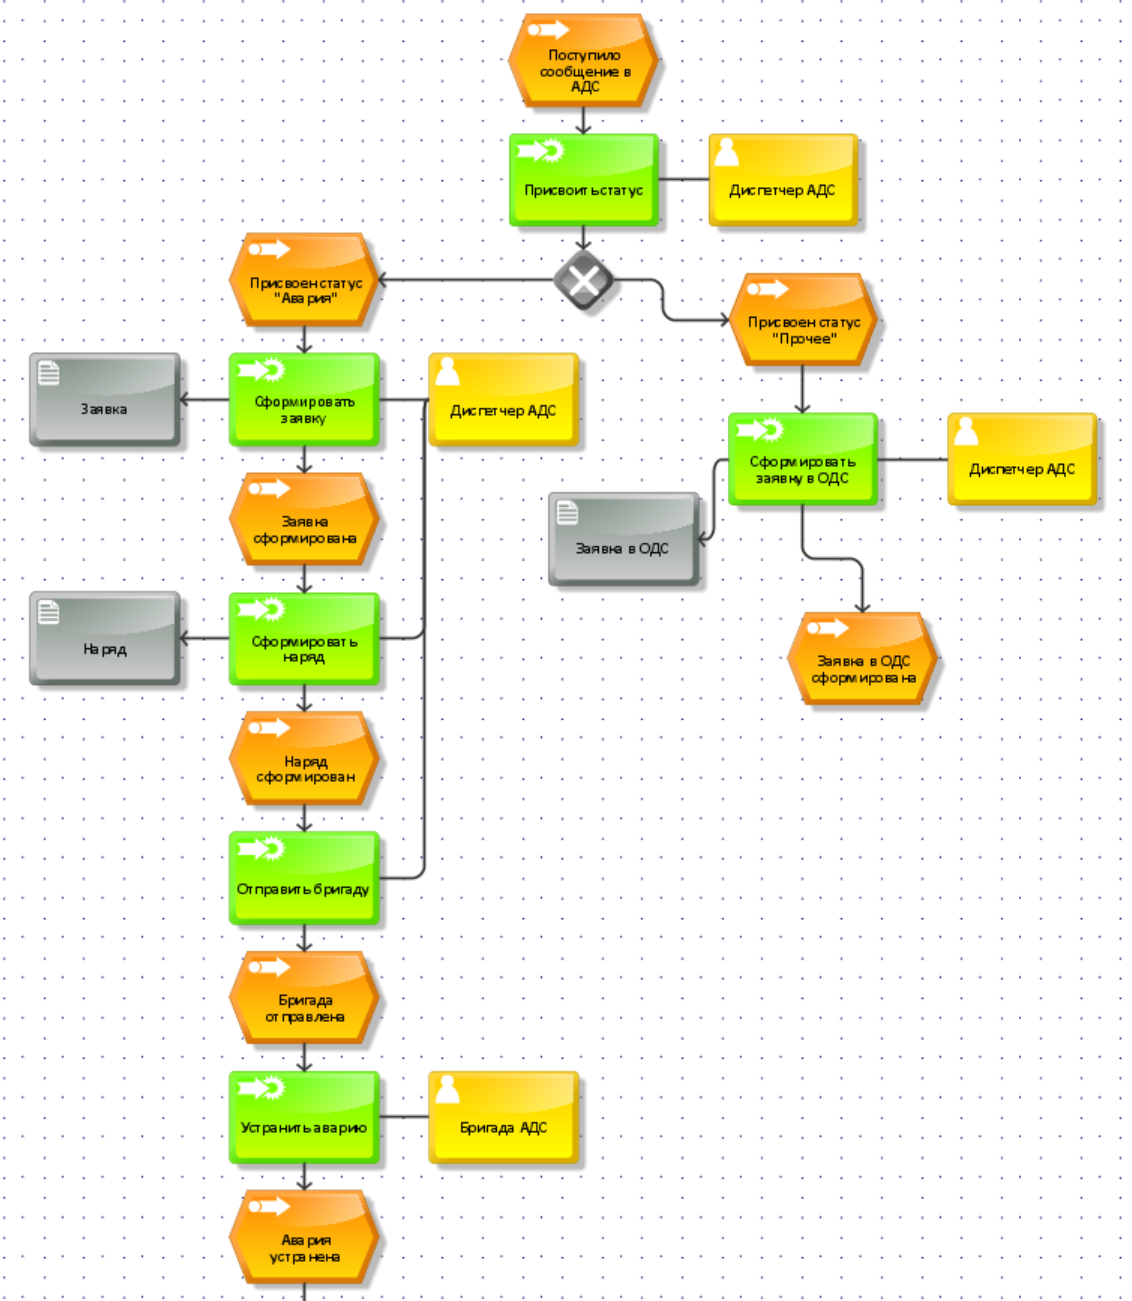 Поступило
сообщение в
АДС
Присвоить статус
Диспетчер АДС
Присвоен статус
"Авария"
Присвоен статус
"Прочее"
Заявка
Сформировать
заявку
Диспетчер АДС
Сформировать
заявку в ОДС
Диспетчер АДС
Заявка
сформирована
Заявка в ОДС
Наряд
Сформировать
наряд
Заявка в ОДС
сформирована
Наряд
сформирован
Отправить бригаду
Бригада
отправлена
Устранить аварию
Бригада АДС
Авария
устранена